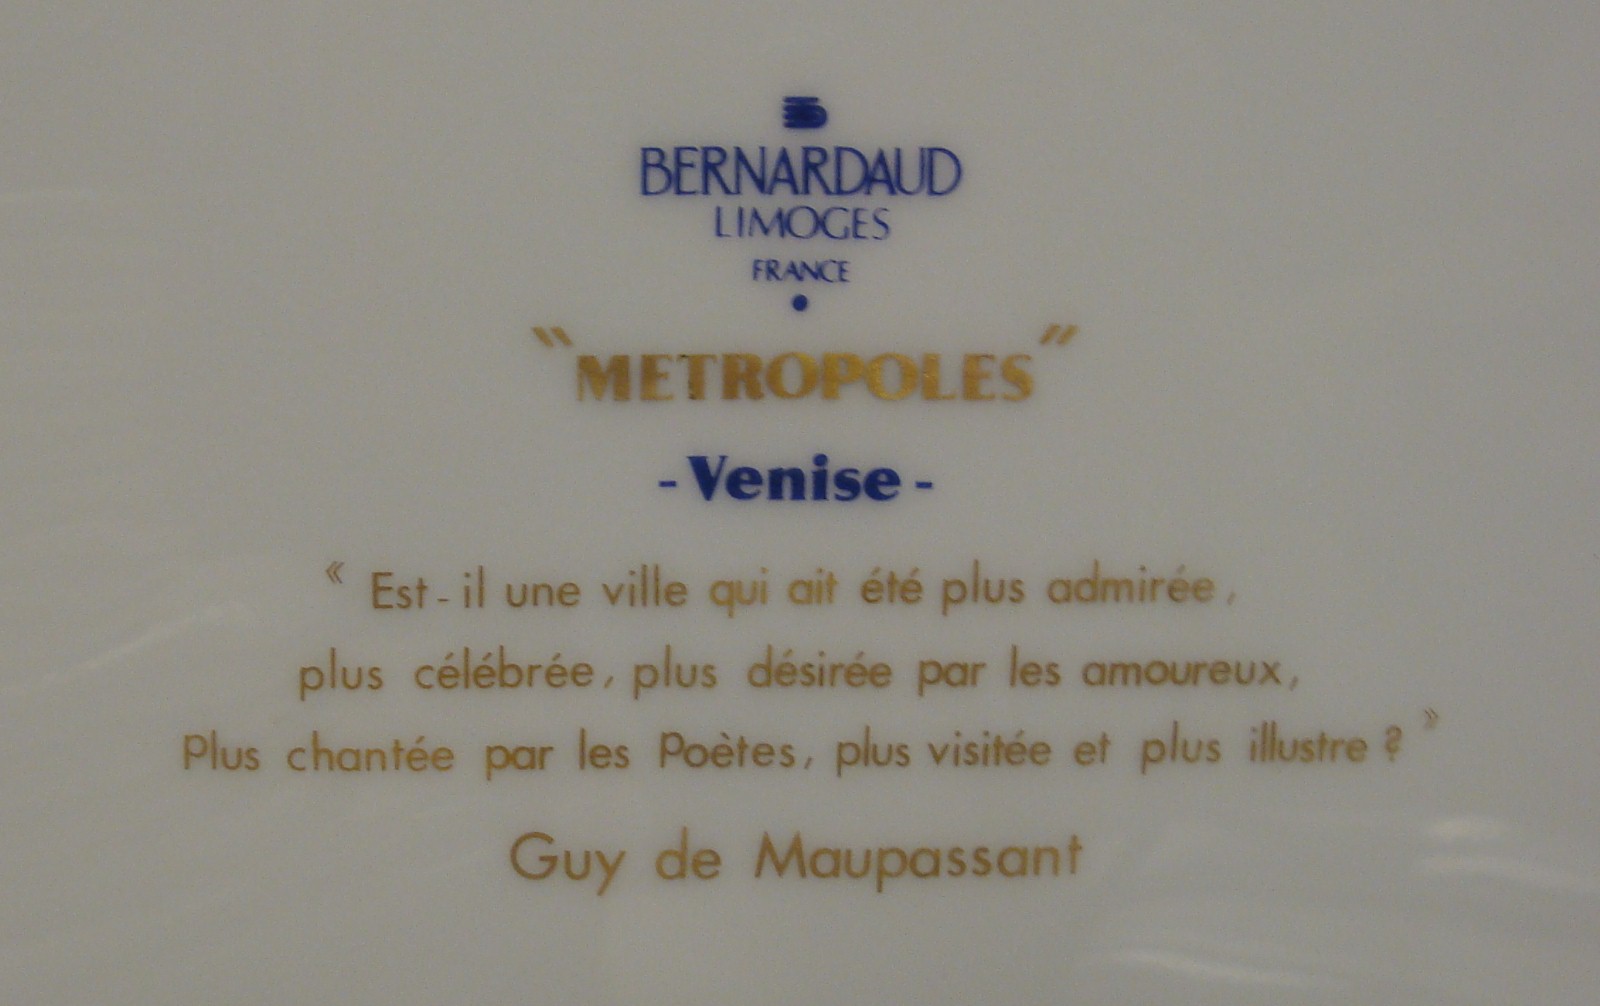 BERNARDAUD
LIMOGES
FRANCE
"METROPOLES"
- Venise -
« Est-il une ville qui ait été plus admirée,
plus célébrée, plus désirée par les amoureux,
Plus chantée par les Poètes, plus visitée et plus illustre ? »
Guy de Maupassant